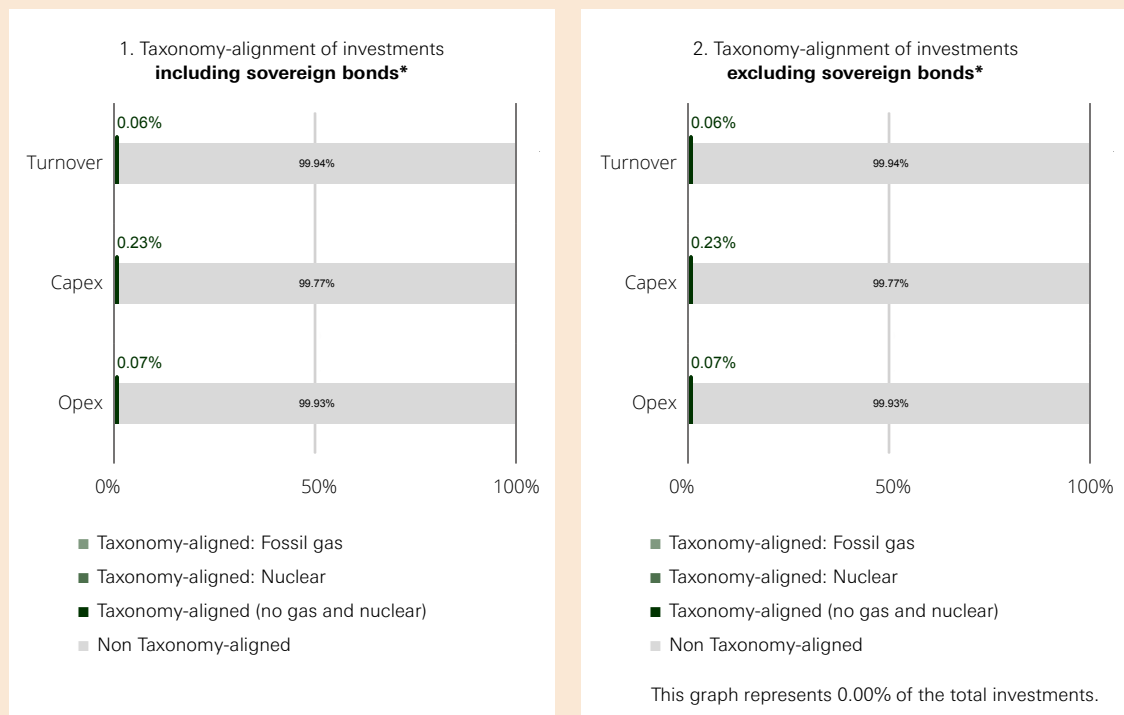 1. Taxonomy-alignment of investments
including sovereign bonds*
0.06%
Turnover
99.94%
0.23%
Capex
99.77%
0.07%
Opex
99.93%
0%
50%
100%
Taxonomy-aligned: Fossil gas
Taxonomy-aligned: Nuclear
Taxonomy-aligned (no gas and nuclear)
Non Taxonomy-aligned
2. Taxonomy-alignment of investments
excluding sovereign bonds*
0.06%
Turnover
99.94%
0.23%
Capex
99.77%
0.07%
Opex
99.93%
0%
50%
100%
Taxonomy-aligned: Fossil gas
Taxonomy-aligned: Nuclear
Taxonomy-aligned (no gas and nuclear)
Non Taxonomy-aligned
This graph represents 0.00% of the total investments.